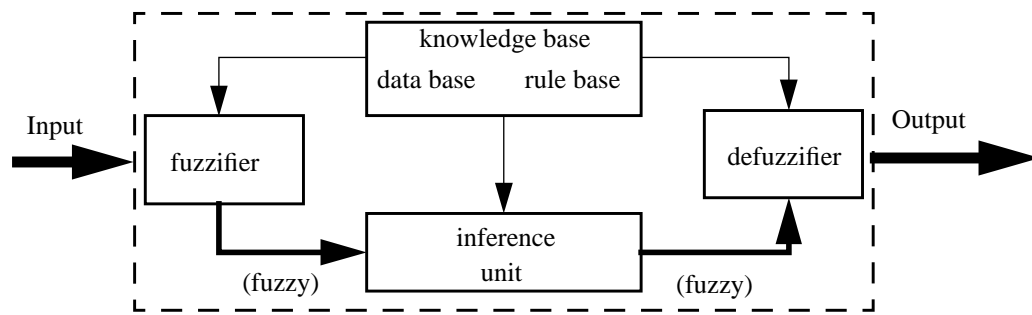 knowledge base
data base rule base
Input
fuzzifier
defuzzifier
Output
inference
unit
(fuzzy)
(fuzzy)